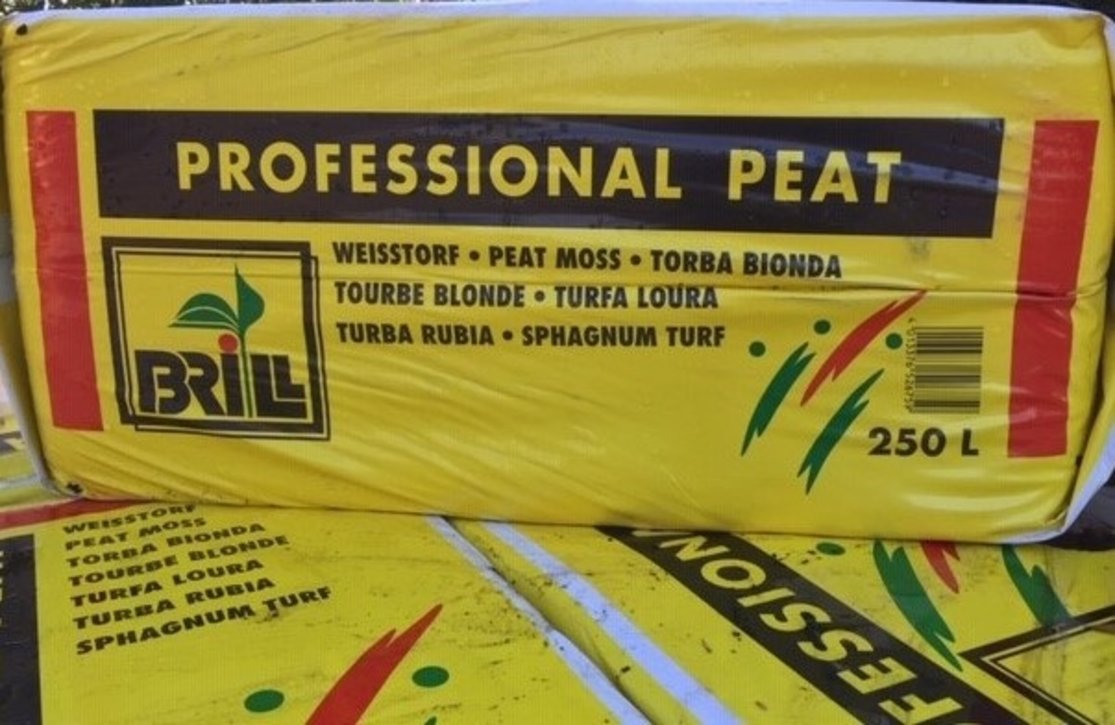 PROFESSIONAL PEAT
WEISSTORF • PEAT MOSS • TORBA BIONDA
TOURBE BLONDE • TURFA LOURA
TURBA RUBIA • SPHAGNUM TURF
BRILL
250 L
WEISSTORF
PEAT MOSS
TORBA BIONDA
TOURBE BLONDE
TURFA LOURA
TURBA RUBIA
SPHAGNUM TURF
FESSIONA